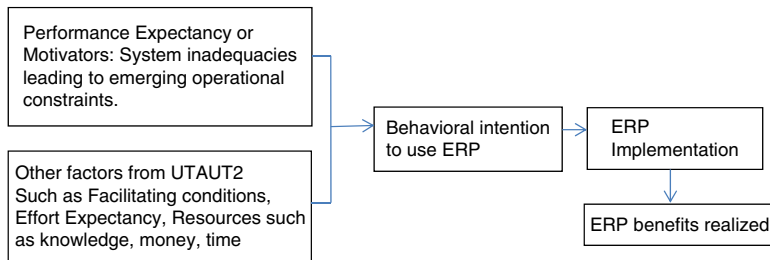 Performance Expectancy or
Motivators: System inadequacies
leading to emerging operational
constraints.
Behavioral intention
to use ERP
ERP
Implementation
Other factors from UTAUT2
Such as Facilitating conditions,
Effort Expectancy, Resources such
as knowledge, money, time
ERP benefits realized